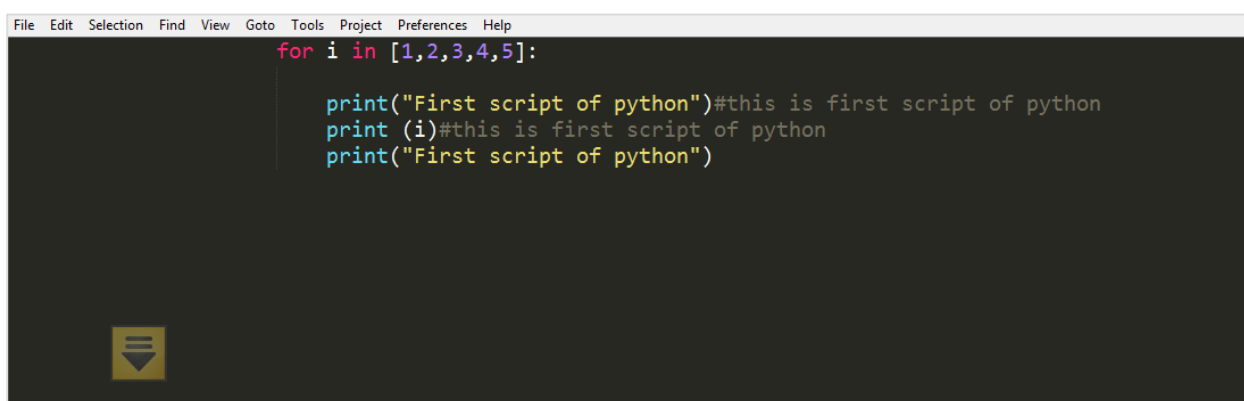 File Edit Selection Find View Goto Tools Project Preferences Help
for i in [1,2,3,4,5]:
print("First script of python")#this is first script of python
print (i)#this is first script of python
print("First script of python")